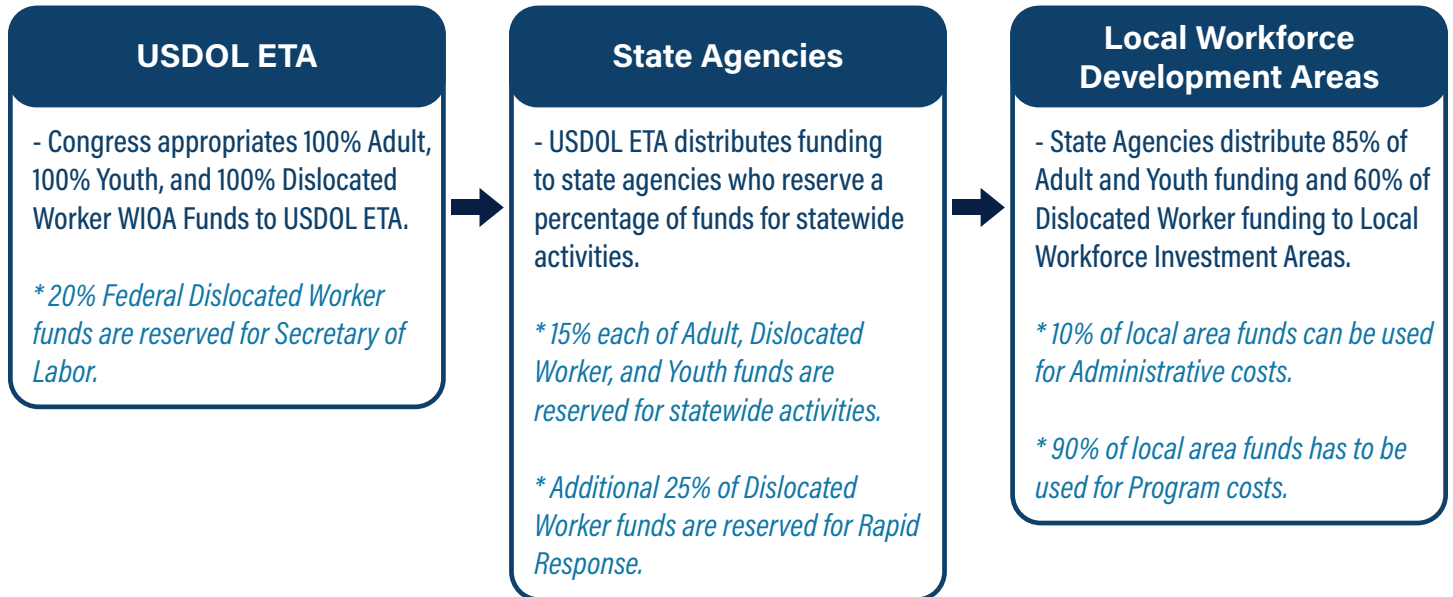 USDOL ETA
- Congress appropriates 100% Adult,
100% Youth, and 100% Dislocated
Worker WIOA Funds to USDOL ETA.
* 20% Federal Dislocated Worker
funds are reserved for Secretary of
Labor.
State Agencies
- USDOL ETA distributes funding
to state agencies who reserve a
percentage of funds for statewide
activities.
* 15% each of Adult, Dislocated
Worker, and Youth funds are
reserved for statewide activities.
* Additional 25% of Dislocated
Worker funds are reserved for Rapid
Response.
Local Workforce
Development Areas
- State Agencies distribute 85% of
Adult and Youth funding and 60% of
Dislocated Worker funding to Local
Workforce Investment Areas.
* 10% of local area funds can be used
for Administrative costs.
* 90% of local area funds has to be
used for Program costs.